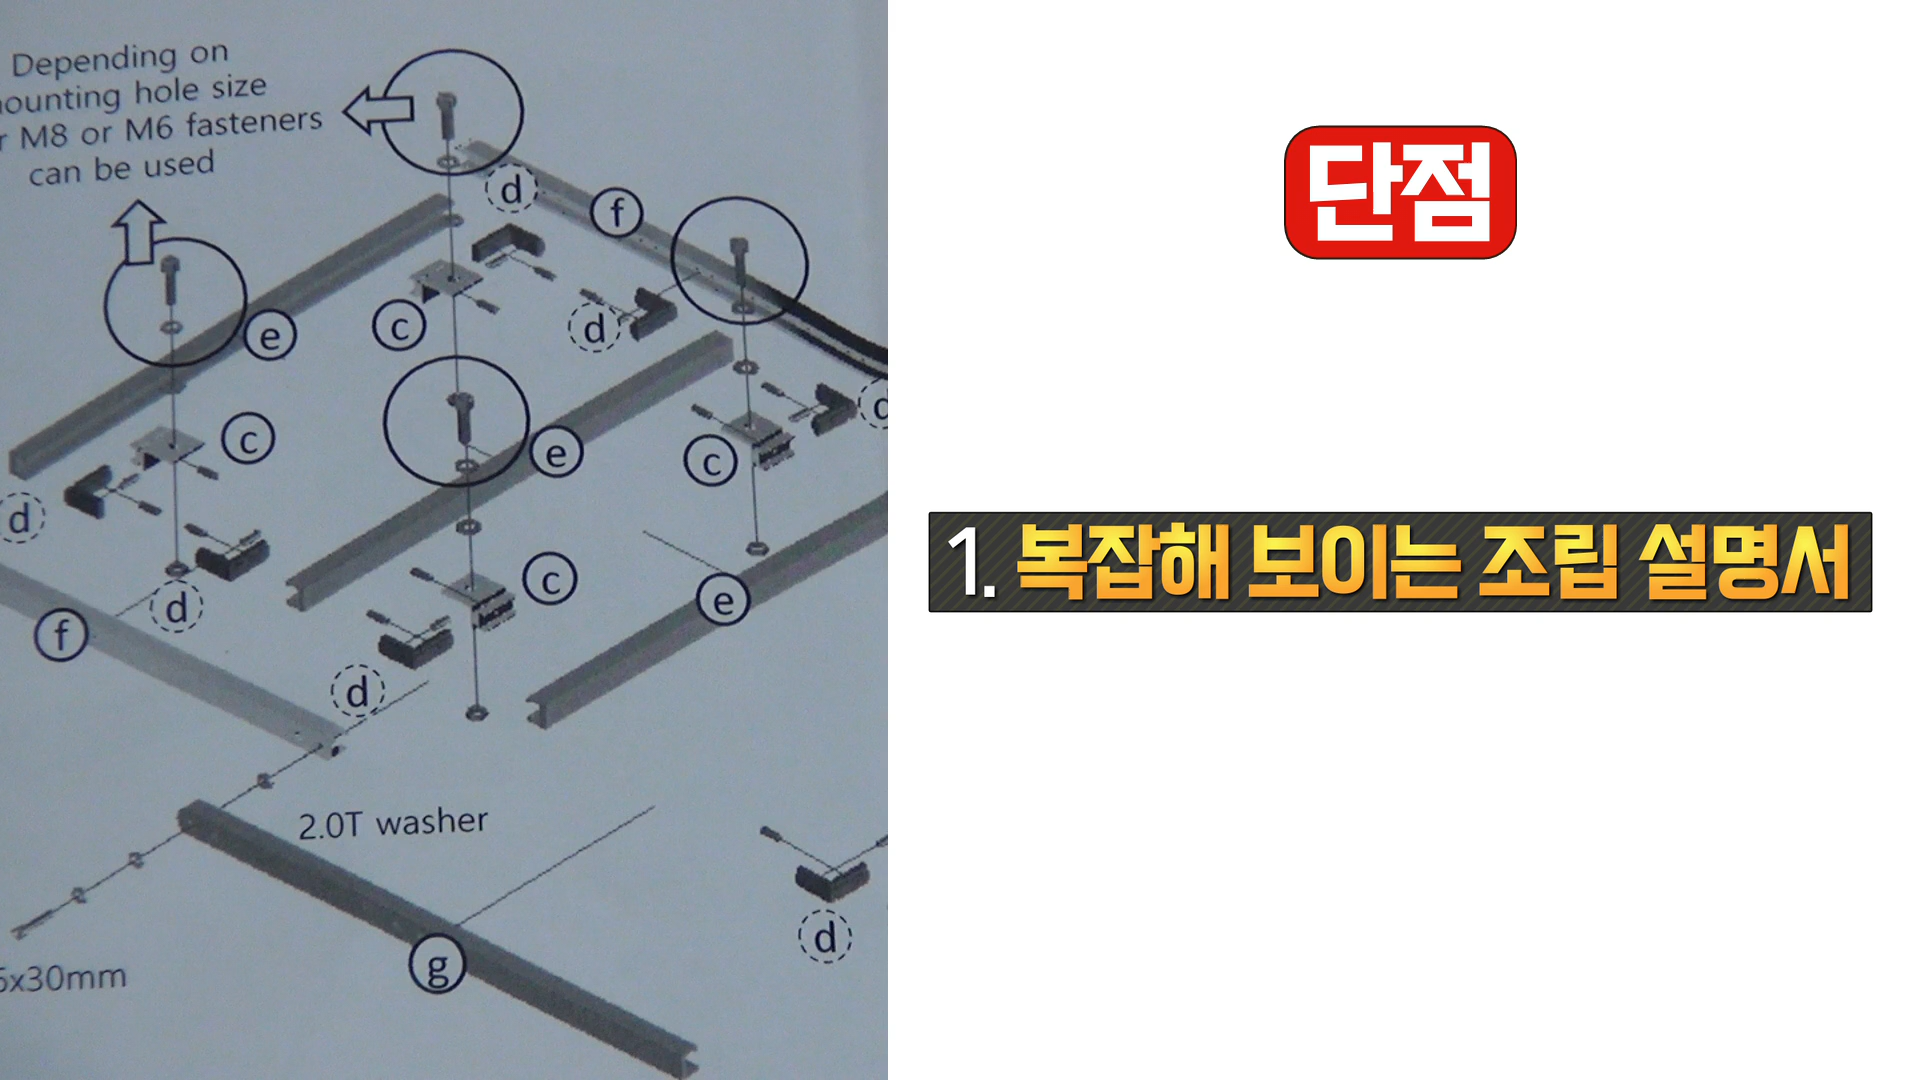 Depending on
hole size
M8 or M6 fasteners
can be used
d
f
e
c
d
c
e
c
d
c
f
d
e
d
2.0T washer
g
d
x30mm
단점
1. 복잡해 보이는 조립 설명서